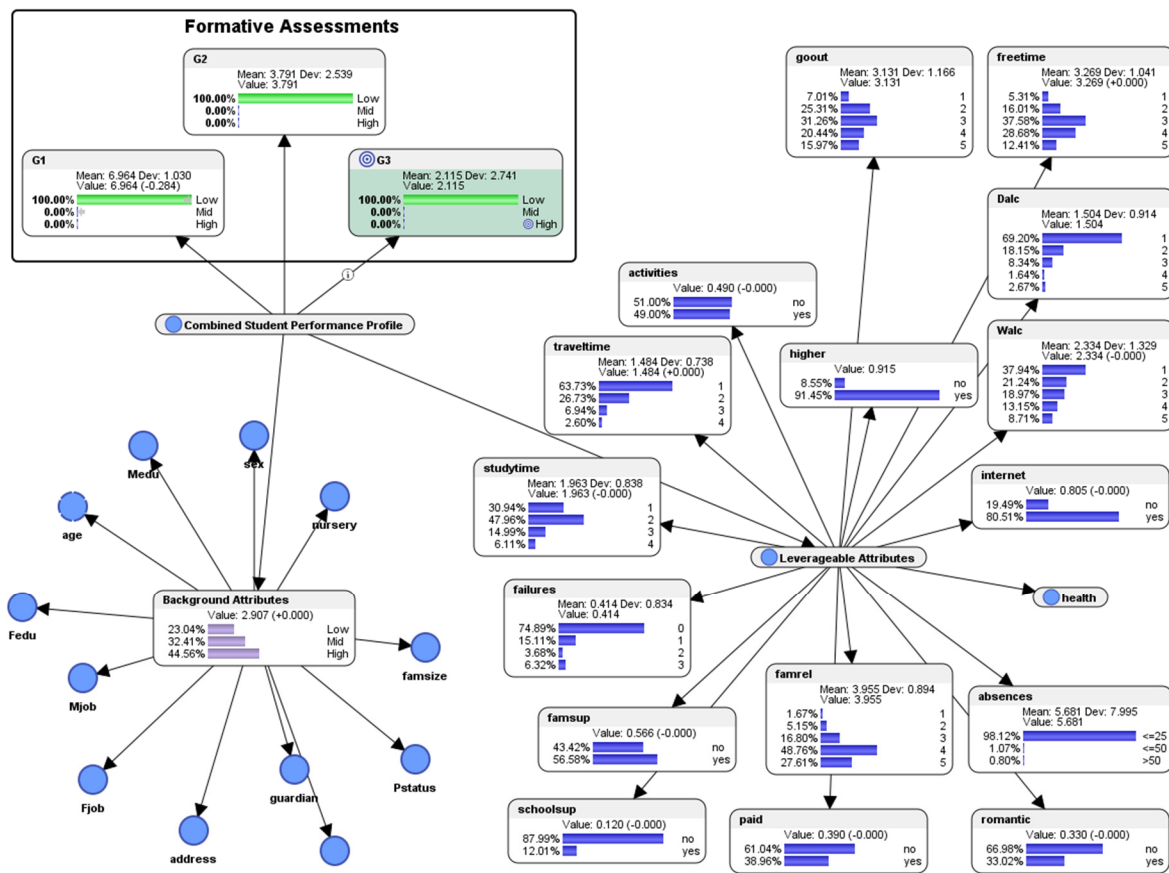 Formative Assessments
G2
Mean: 3.791 Dev: 2.539
Value: 3.791
100.00% Low
0.00% Mid
0.00% High
G1
Mean: 6.964 Dev: 1.030
Value: 6.964 (-0.284)
100.00% Low
0.00% Mid
0.00% High
G3
Mean: 2.115 Dev: 2.741
Value: 2.115
100.00% Low
0.00% Mid
0.00% High
i
Combined Student Performance Profile
Medu
sex
nursery
age
Fedu
Background Attributes
Value: 2.907 (+0.000)
23.04% Low
32.41% Mid
44.56% High
famsize
Mjob
Pstatus
guardian
Fjob
address
goout
Mean: 3.131 Dev: 1.166
Value: 3.131
7.01% 1
25.31% 2
31.26% 3
20.44% 4
15.97% 5
freetime
Mean: 3.269 Dev: 1.041
Value: 3.269 (+0.000)
5.31% 1
16.01% 2
37.58% 3
28.68% 4
12.41% 5
Dalc
Mean: 1.504 Dev: 0.914
Value: 1.504
69.20% 1
18.15% 2
8.34% 3
1.64% 4
2.67% 5
activities
Value: 0.490 (-0.000)
51.00% no
49.00% yes
traveltime
Mean: 1.484 Dev: 0.738
Value: 1.484 (+0.000)
63.73% 1
26.73% 2
6.94% 3
2.60% 4
higher
Value: 0.915
8.55% no
91.45% yes
Walc
Mean: 2.334 Dev: 1.329
Value: 2.334 (-0.000)
37.94% 1
21.24% 2
18.97% 3
13.15% 4
8.71% 5
studytime
Mean: 1.963 Dev: 0.838
Value: 1.963 (-0.000)
30.94% 1
47.96% 2
14.99% 3
6.11% 4
internet
Value: 0.805 (-0.000)
19.49% no
80.51% yes
Leverageable Attributes
health
failures
Mean: 0.414 Dev: 0.834
Value: 0.414
74.89% 0
15.11% 1
3.68% 2
6.32% 3
famrel
Mean: 3.955 Dev: 0.894
Value: 3.955
1.67% 1
5.15% 2
16.80% 3
48.76% 4
27.61% 5
absences
Mean: 5.681 Dev: 7.995
Value: 5.681
98.12% <=25
1.07% <=50
0.80% >50
famsup
Value: 0.566 (-0.000)
43.42% no
56.58% yes
schoolsup
Value: 0.120 (-0.000)
87.99% no
12.01% yes
paid
Value: 0.390 (-0.000)
61.04% no
38.96% yes
romantic
Value: 0.330 (-0.000)
66.98% no
33.02% yes